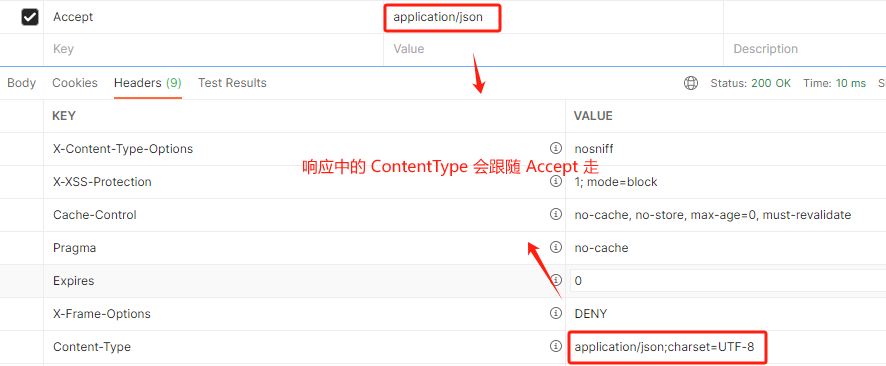 Accept application/json
Key Value Description
Body Cookies Headers (9) Test Results Status: 200 OK Time: 10 ms
KEY VALUE
X-Content-Type-Options nosniff
响应中的 ContentType 会跟随 Accept 走
X-XSS-Protection 1; mode=block
Cache-Control no-cache, no-store, max-age=0, must-revalidate
Pragma no-cache
Expires 0
X-Frame-Options DENY
Content-Type application/json;charset=UTF-8